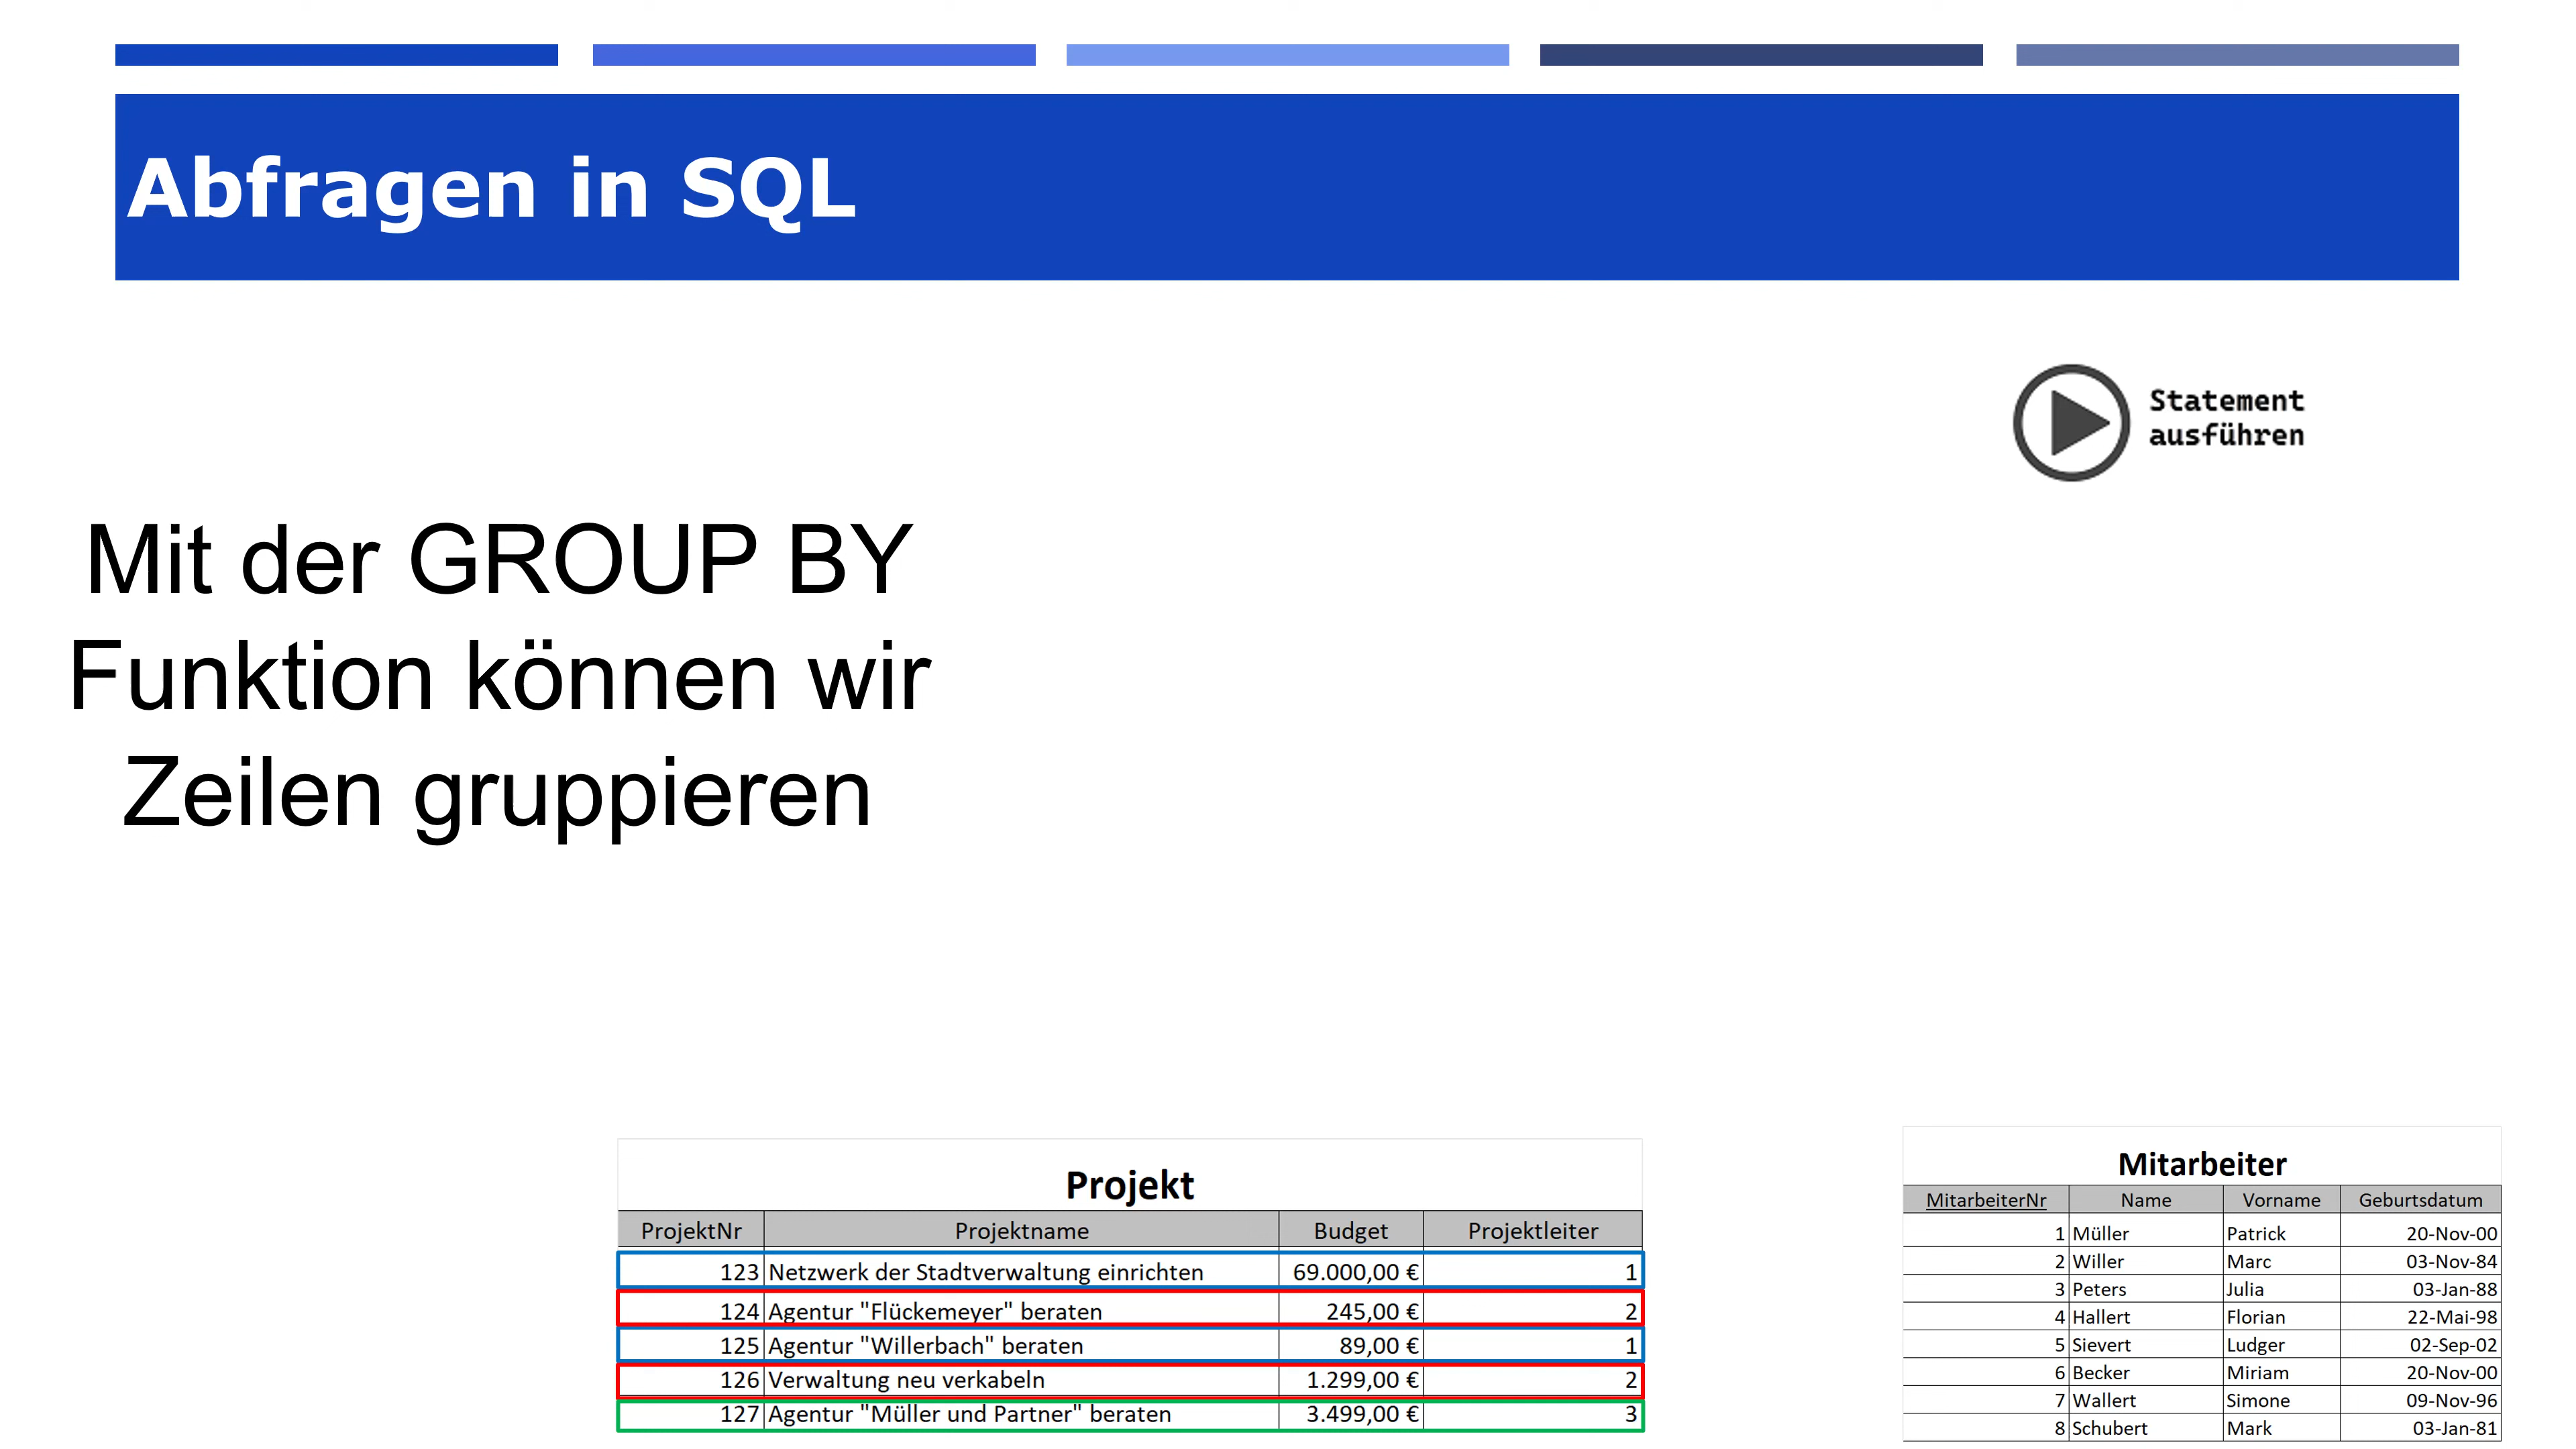 Abfragen in SQL
Statement
ausführen
Mit der GROUP BY
Funktion können wir
Zeilen gruppieren
Projekt
ProjektNr Projektname Budget Projektleiter
123 Netzwerk der Stadtverwaltung einrichten 69.000,00 € 1
124 Agentur "Flückemeyer" beraten 245,00 € 2
125 Agentur "Willerbach" beraten 89,00 € 1
126 Verwaltung neu verkabeln 1.299,00 € 2
127 Agentur "Müller und Partner" beraten 3.499,00 € 3
Mitarbeiter
MitarbeiterNr Name Vorname Geburtsdatum
1 Müller Patrick 20-Nov-00
2 Willer Marc 03-Nov-84
3 Peters Julia 03-Jan-88
4 Hallert Florian 22-Mai-98
5 Sievert Ludger 02-Sep-02
6 Becker Miriam 20-Nov-00
7 Wallert Simone 09-Nov-96
8 Schubert Mark 03-Jan-81